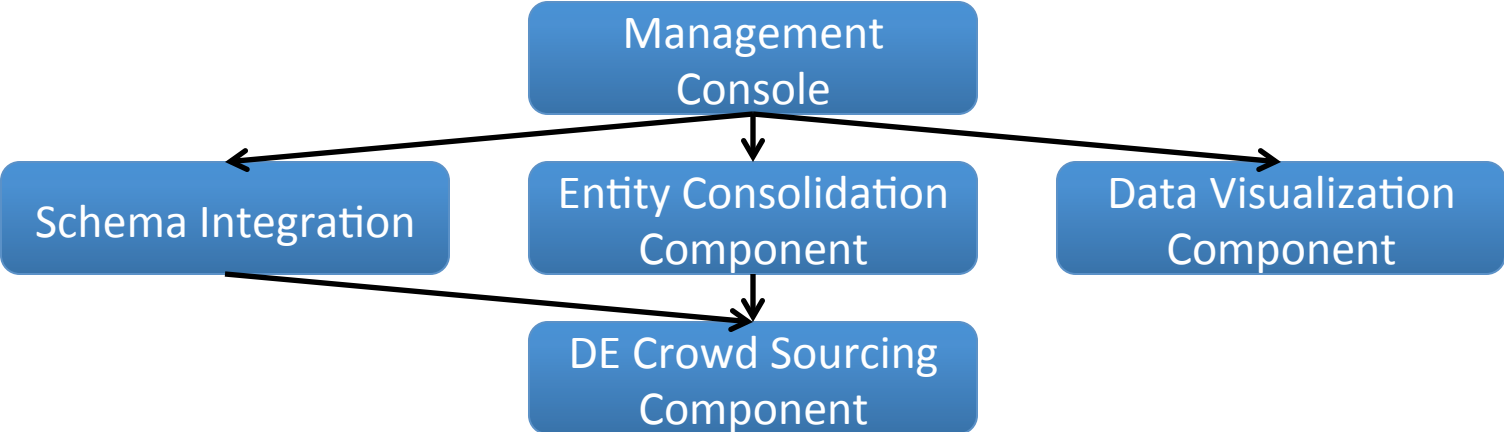 Management
Console
Schema Integration
Entity Consolidation
Component
Data Visualization
Component
DE Crowd Sourcing
Component